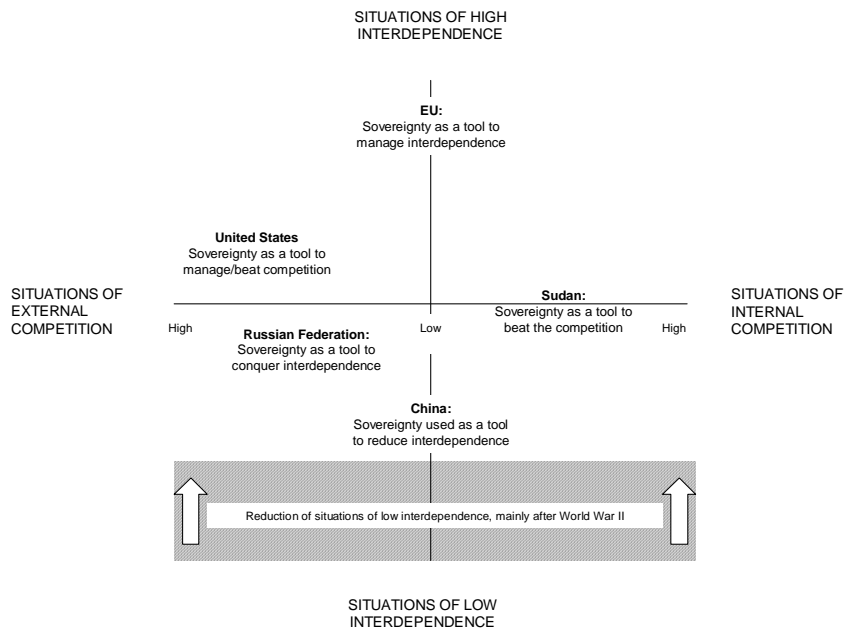 SITUATIONS OF HIGH
INTERDEPENDENCE
EU:
Sovereignty as a tool to
manage interdependence
United States
Sovereignty as a tool to
manage/beat competition
SITUATIONS OF
EXTERNAL
COMPETITION
High
Russian Federation:
Sovereignty as a tool to
conquer interdependence
Low
Sudan:
Sovereignty as a tool to
beat the competition
High
SITUATIONS OF
INTERNAL
COMPETITION
China:
Sovereignty used as a tool
to reduce interdependence
Reduction of situations of low interdependence, mainly after World War II
SITUATIONS OF LOW
INTERDEPENDENCE